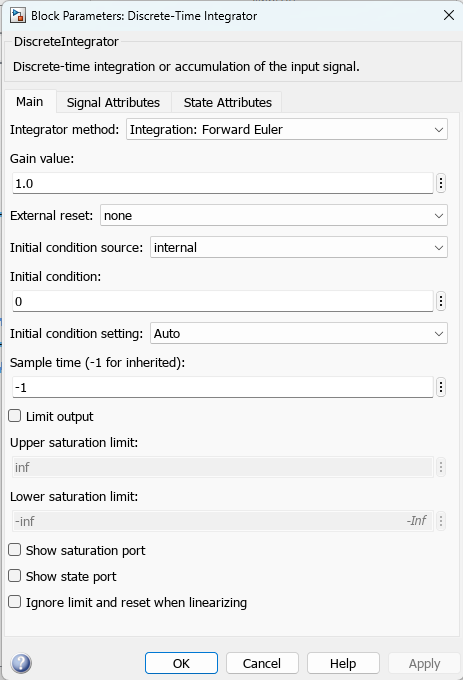 Block Parameters: Discrete-Time Integrator
DiscreteIntegrator
Discrete-time integration or accumulation of the input signal.
Main Signal Attributes State Attributes
Integrator method: Integration: Forward Euler
Gain value:
1.0
External reset: none
Initial condition source: internal
Initial condition:
0
Initial condition setting: Auto
Sample time (-1 for inherited):
-1
Limit output
Upper saturation limit:
inf
Lower saturation limit:
-inf -Inf
Show saturation port
Show state port
Ignore limit and reset when linearizing
? OK Cancel Help Apply